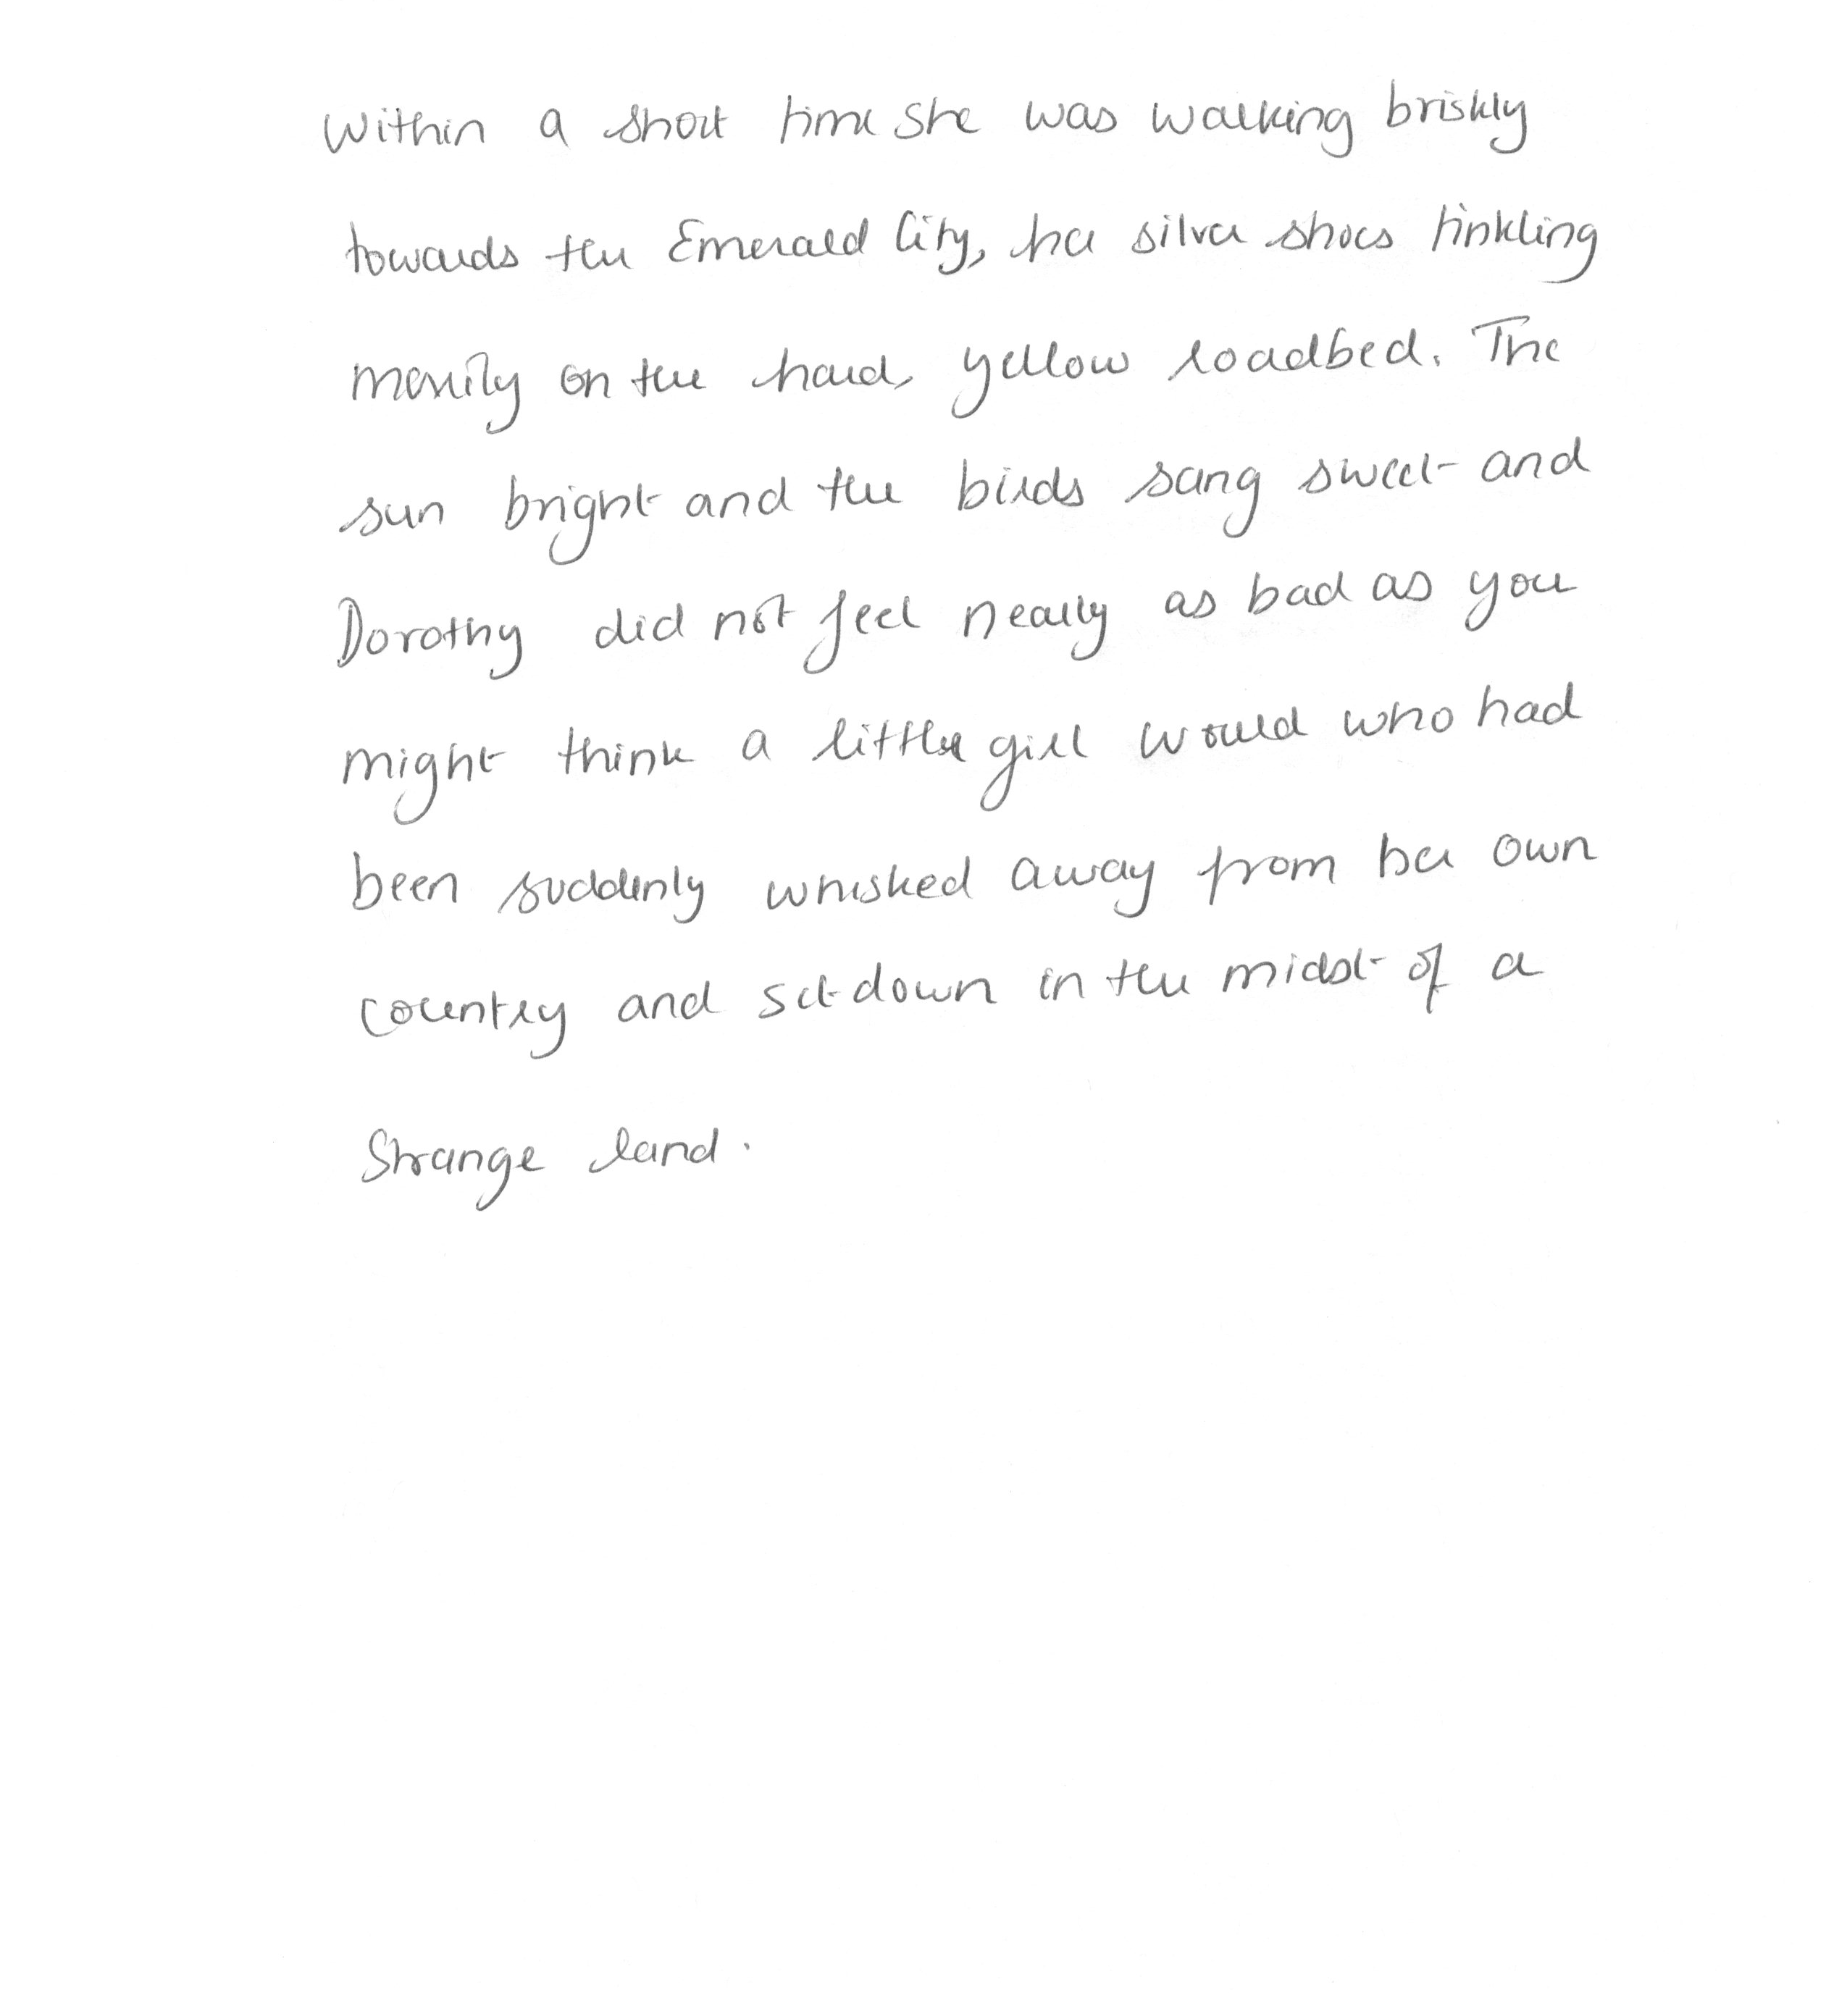 Within a short time she was walking briskly
towards the Emerald City, her silver shoes tinkling
merrily on the hard, yellow roadbed. The
sun bright and the birds sang sweet and
Dorothy did not feel nearly as bad as you
might think a little girl would who had
been suddenly whisked away from her own
country and set down in the midst of a
strange land.